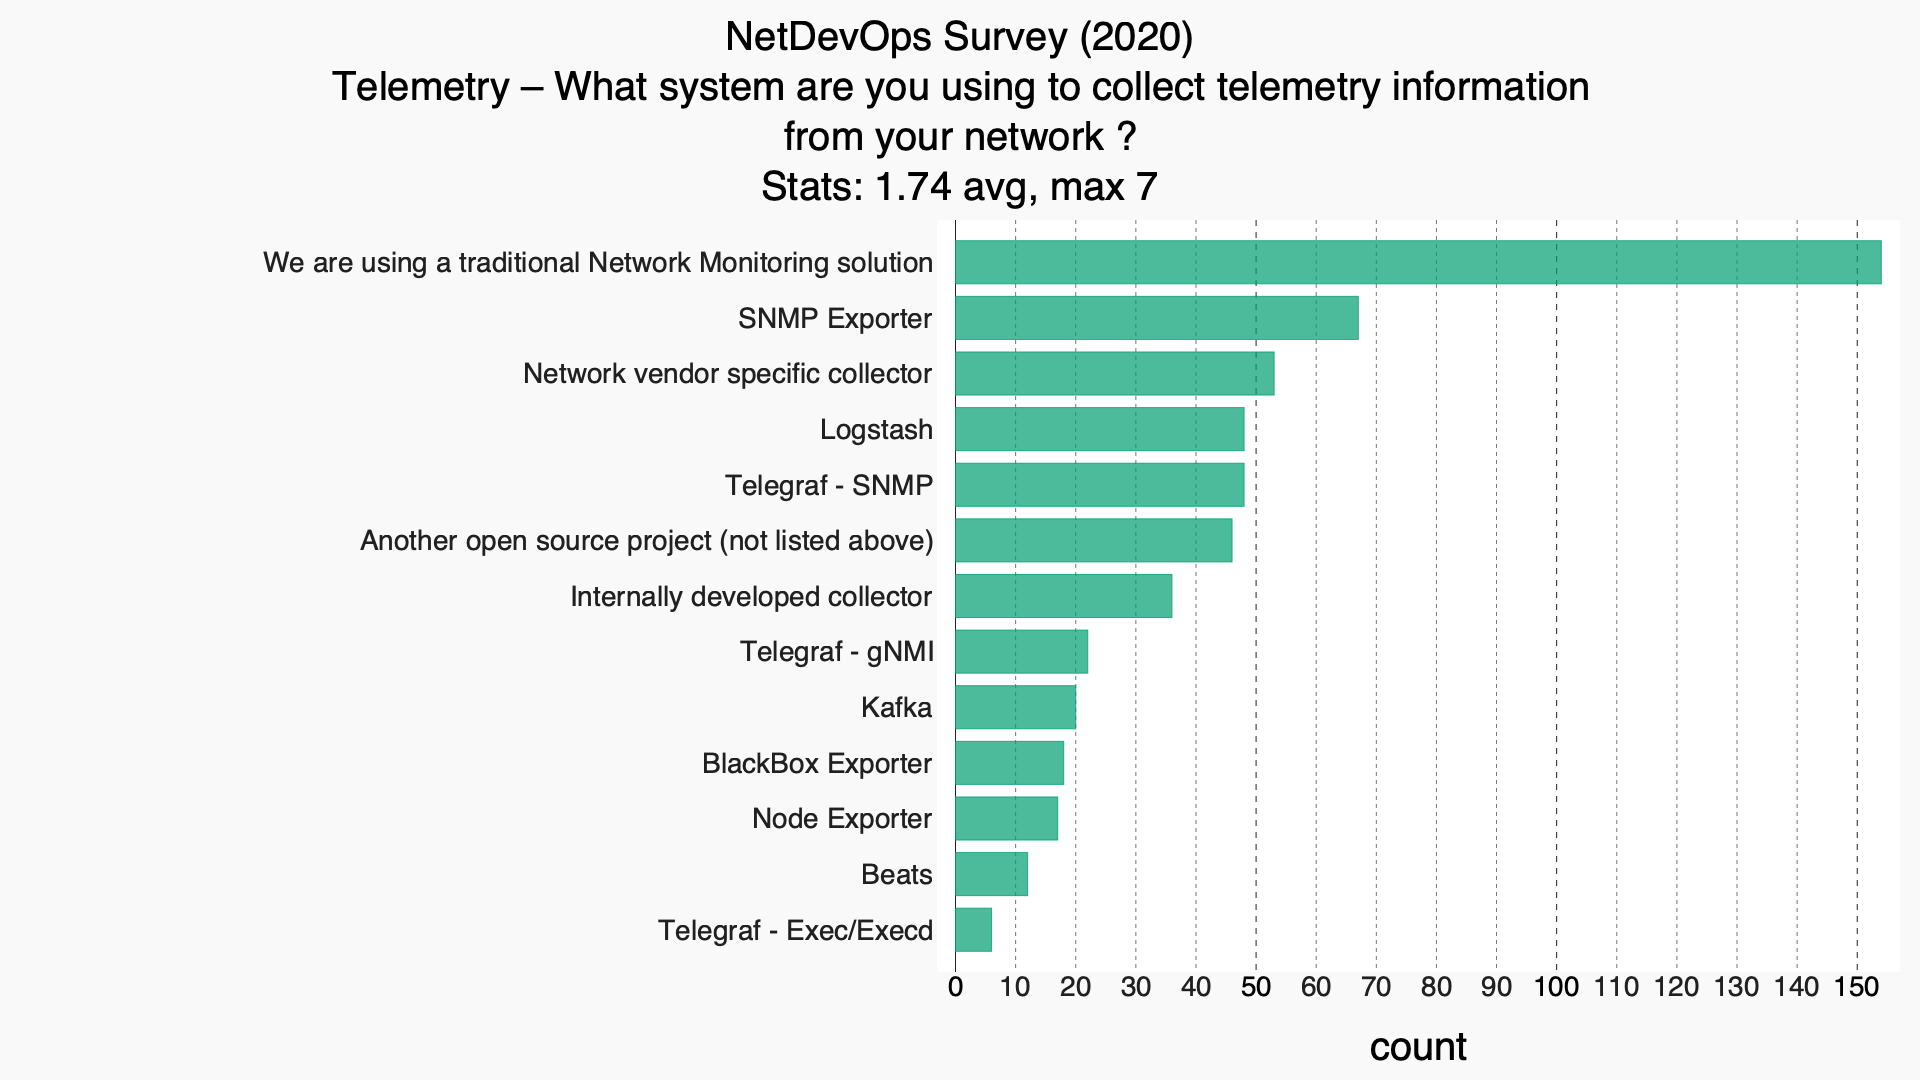 NetDevOps Survey (2020)
Telemetry – What system are you using to collect telemetry information
from your network ?
Stats: 1.74 avg, max 7
We are using a traditional Network Monitoring solution
SNMP Exporter
Network vendor specific collector
Logstash
Telegraf - SNMP
Another open source project (not listed above)
Internally developed collector
Telegraf - gNMI
Kafka
BlackBox Exporter
Node Exporter
Beats
Telegraf - Exec/Execd
0 10 20 30 40 50 60 70 80 90 100 110 120 130 140 150
count